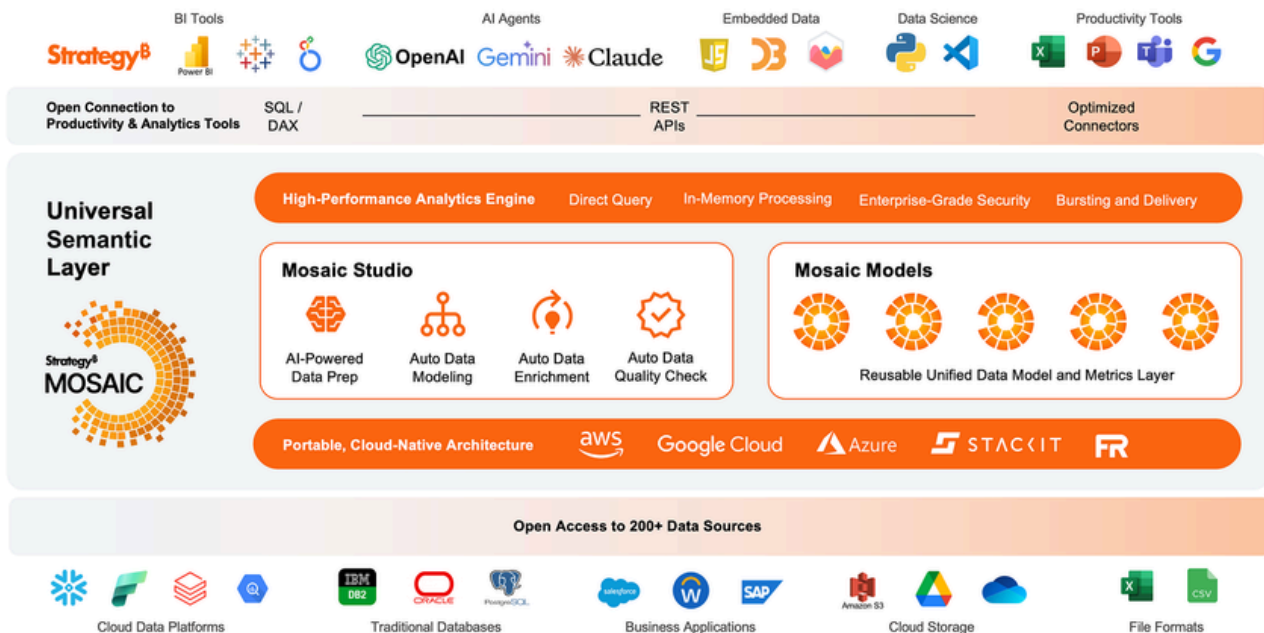 BI Tools
AI Agents
Embedded Data
Data Science
Productivity Tools
Strategy₿
Power BI
OpenAI
Gemini
Claude
JS
Open Connection to
Productivity & Analytics Tools
SQL /
DAX
REST
APIs
Optimized
Connectors
Universal
Semantic
Layer
Strategy₿
MOSAIC
High-Performance Analytics Engine
Direct Query
In-Memory Processing
Enterprise-Grade Security
Bursting and Delivery
Mosaic Studio
AI-Powered
Data Prep
Auto Data
Modeling
Auto Data
Enrichment
Auto Data
Quality Check
Mosaic Models
Reusable Unified Data Model and Metrics Layer
Portable, Cloud-Native Architecture
aws
Google Cloud
Azure
STACKIT
FR
Open Access to 200+ Data Sources
IBM
DB2
ORACLE
PostgreSQL
salesforce
W
SAP
Amazon S3
X
CSV
Cloud Data Platforms
Traditional Databases
Business Applications
Cloud Storage
File Formats